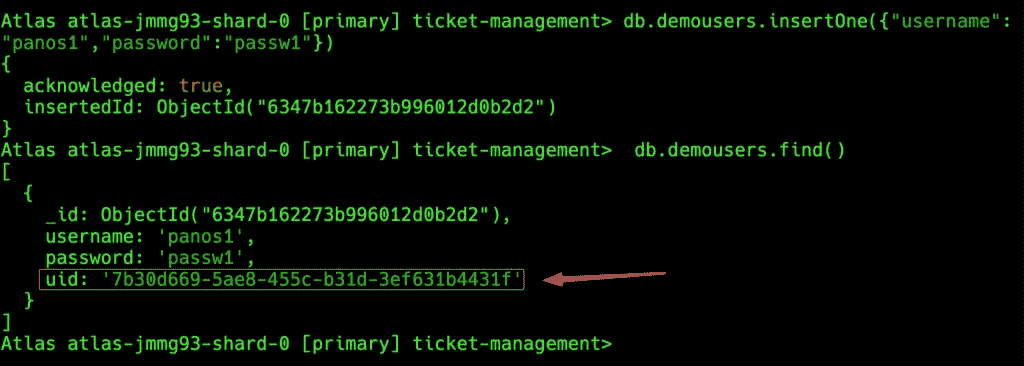 Atlas atlas-jmmg93-shard-0 [primary] ticket-management> db.demousers.insertOne({"username":
"panos1","password":"passw1"})
{
  acknowledged: true,
  insertedId: ObjectId("6347b162273b996012d0b2d2")
}
Atlas atlas-jmmg93-shard-0 [primary] ticket-management>  db.demousers.find()
[
  {
    _id: ObjectId("6347b162273b996012d0b2d2"),
    username: 'panos1',
    password: 'passw1',
    uid: '7b30d669-5ae8-455c-b31d-3ef631b4431f'
  }
]
Atlas atlas-jmmg93-shard-0 [primary] ticket-management>